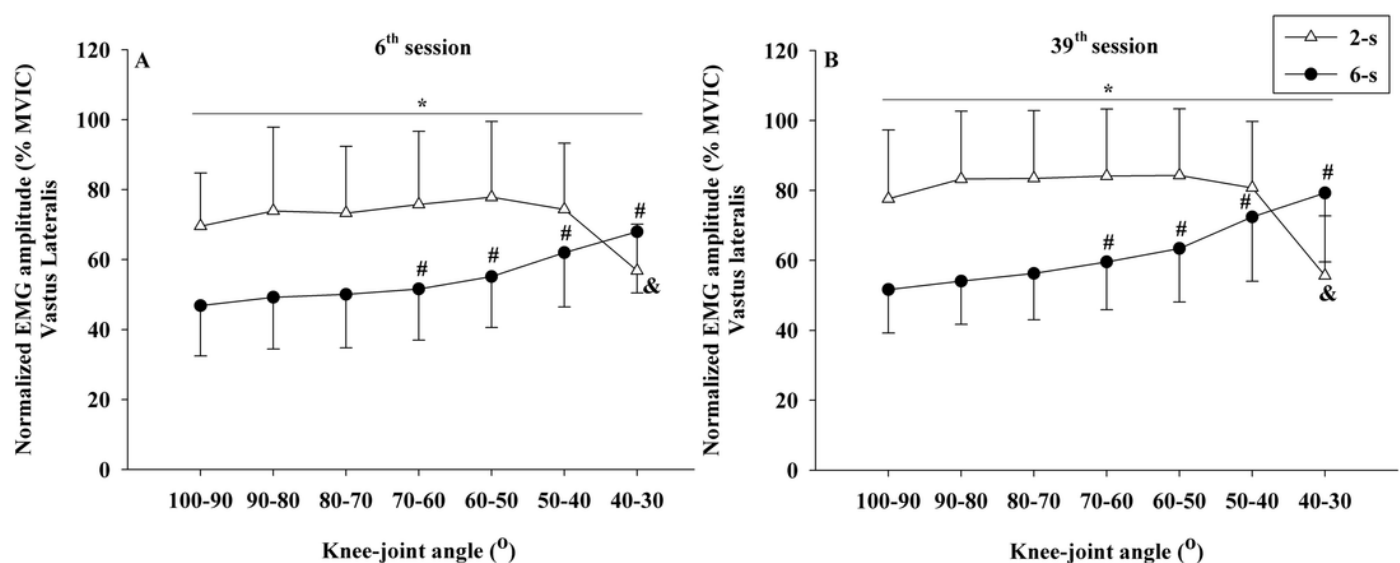 6th session
A
*
120
100
80
60
40
20
0
Normalized EMG amplitude (% MVIC)
Vastus Lateralis
#
#
#
#
&
100-90 90-80 80-70 70-60 60-50 50-40 40-30
Knee-joint angle (o)
39th session
B
2-s
6-s
*
120
100
80
60
40
20
0
Normalized EMG amplitude (% MVIC)
Vastus lateralis
#
#
#
#
&
100-90 90-80 80-70 70-60 60-50 50-40 40-30
Knee-joint angle (o)